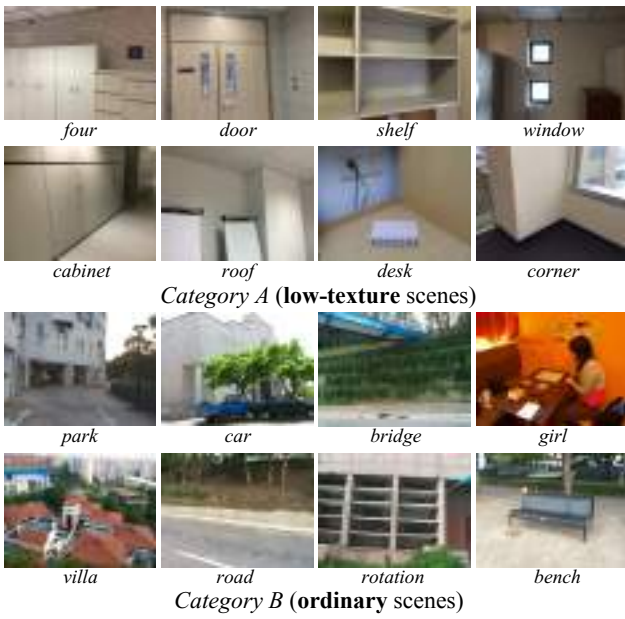 four door shelf window
cabinet roof desk corner
Category A (low-texture scenes)
park car bridge girl
villa road rotation bench
Category B (ordinary scenes)